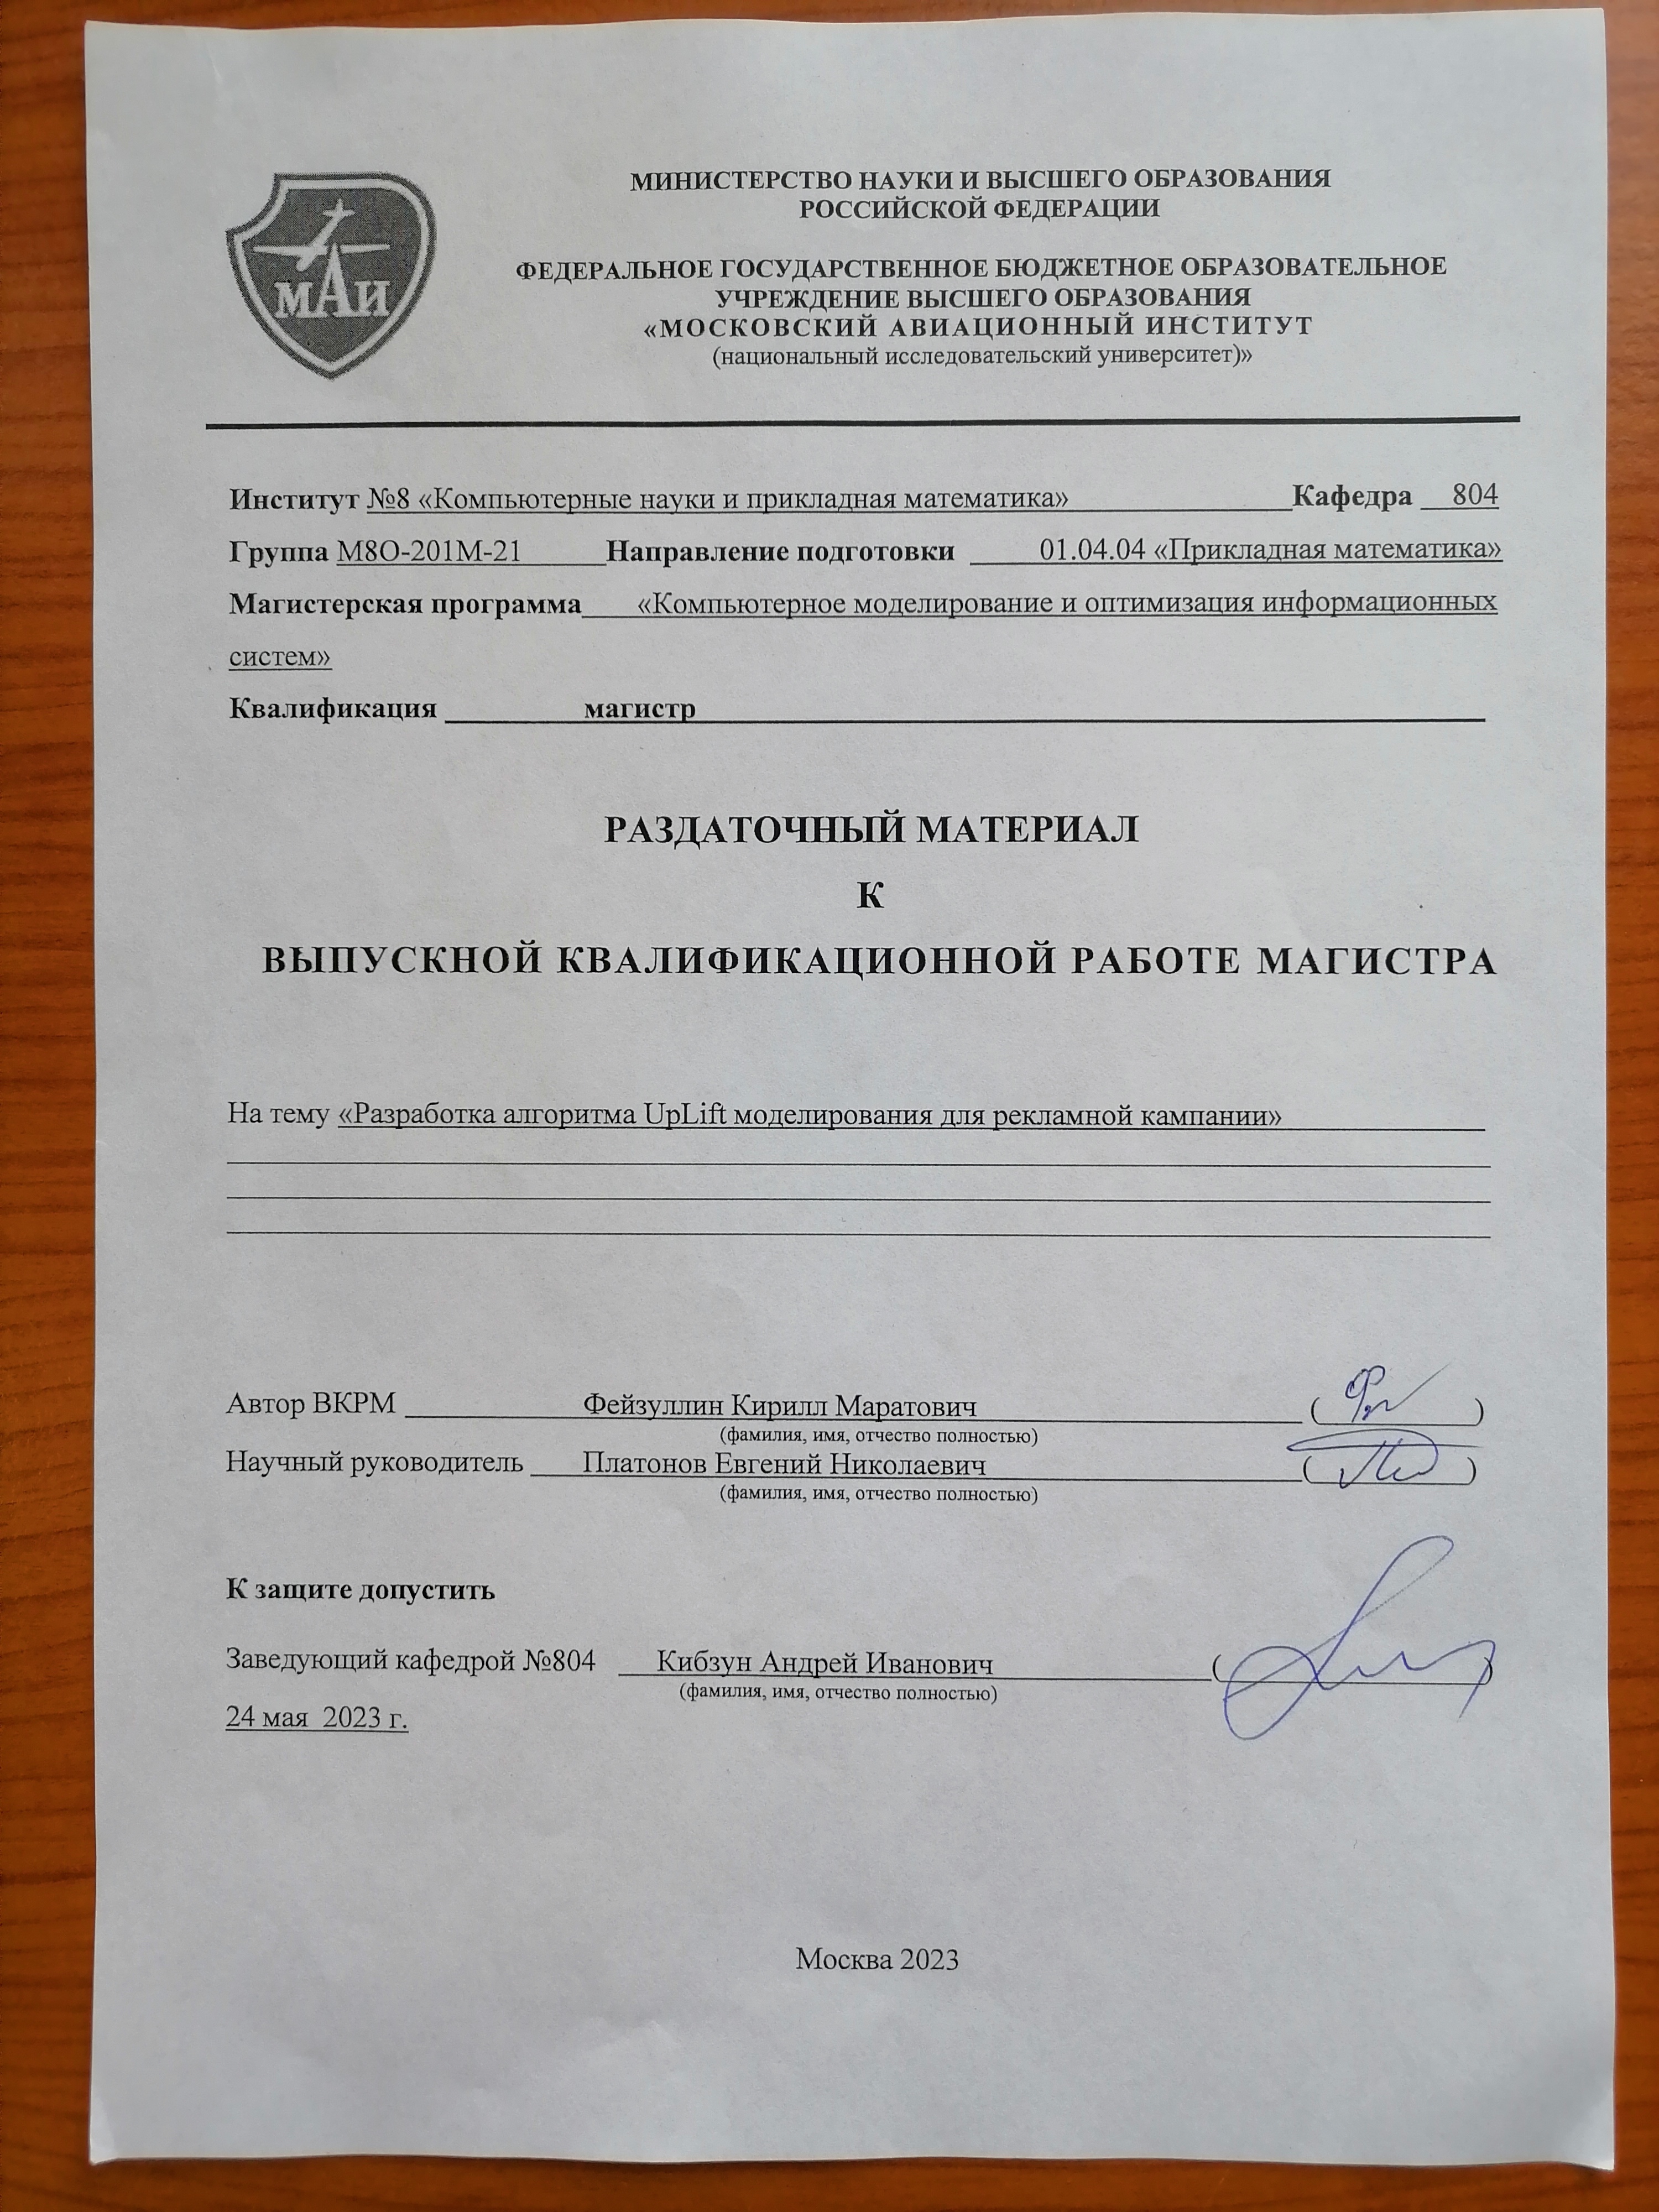 МИНИСТЕРСТВО НАУКИ И ВЫСШЕГО ОБРАЗОВАНИЯ
РОССИЙСКОЙ ФЕДЕРАЦИИ
ФЕДЕРАЛЬНОЕ ГОСУДАРСТВЕННОЕ БЮДЖЕТНОЕ ОБРАЗОВАТЕЛЬНОЕ
УЧРЕЖДЕНИЕ ВЫСШЕГО ОБРАЗОВАНИЯ
«МОСКОВСКИЙ АВИАЦИОННЫЙ ИНСТИТУТ
(национальный исследовательский университет)»
МАИ
Институт №8 «Компьютерные науки и прикладная математика» Кафедра 804
Группа М8О-201М-21 Направление подготовки 01.04.04 «Прикладная математика»
Магистерская программа «Компьютерное моделирование и оптимизация информационных
систем»
Квалификация магистр
РАЗДАТОЧНЫЙ МАТЕРИАЛ
К
ВЫПУСКНОЙ КВАЛИФИКАЦИОННОЙ РАБОТЕ МАГИСТРА
На тему «Разработка алгоритма UpLift моделирования для рекламной кампании»
Автор ВКРМ Фейзуллин Кирилл Маратович ( )
(фамилия, имя, отчество полностью)
Научный руководитель Платонов Евгений Николаевич ( )
(фамилия, имя, отчество полностью)
К защите допустить
Заведующий кафедрой №804 Кибзун Андрей Иванович ( )
(фамилия, имя, отчество полностью)
24 мая 2023 г.
Москва 2023